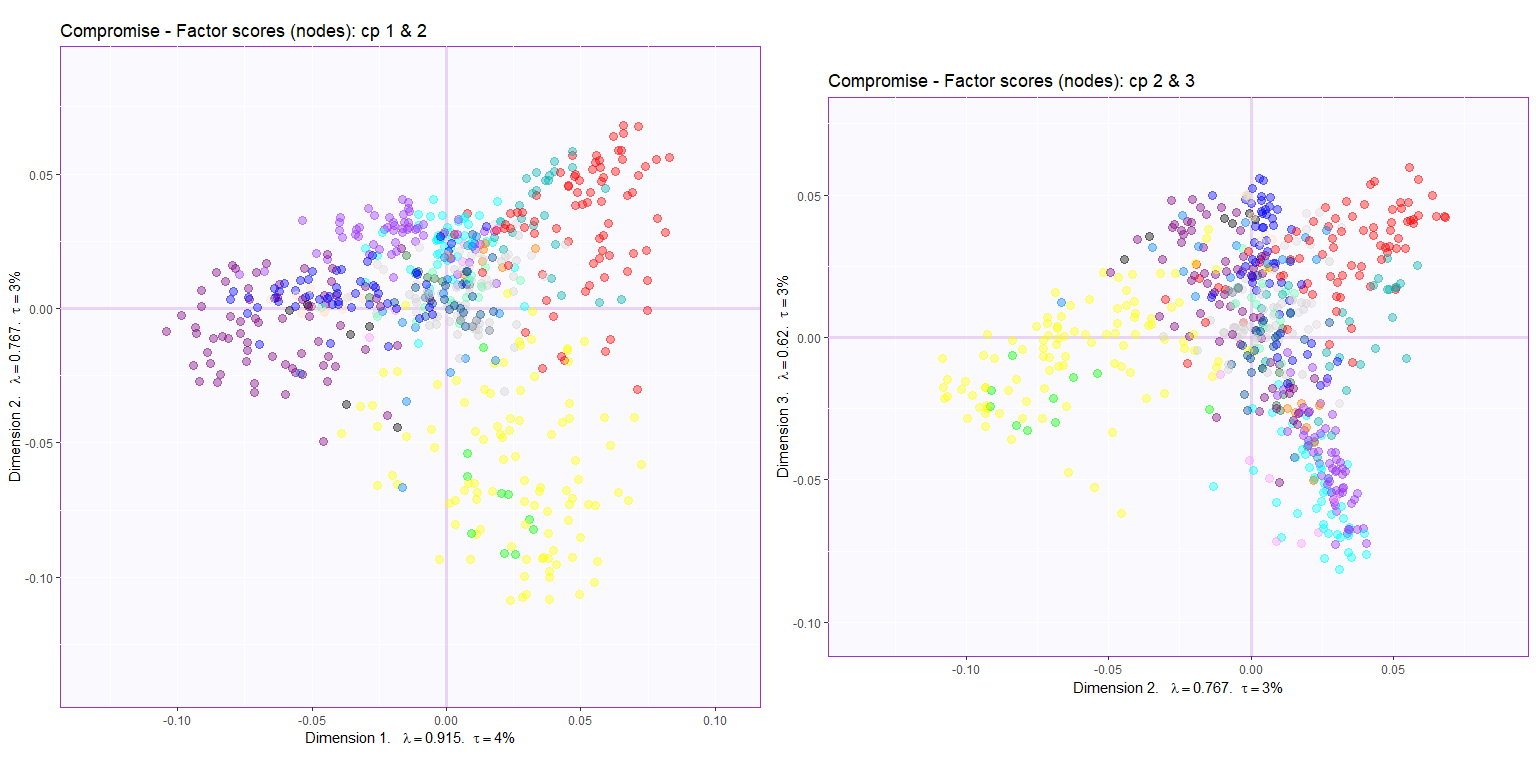 Compromise - Factor scores (nodes): cp 1 & 2
0.05
0.00
-0.05
-0.10
Dimension 2. λ = 0.767. τ = 3%
-0.10 -0.05 0.00 0.05 0.10
Dimension 1. λ = 0.915. τ = 4%
Compromise - Factor scores (nodes): cp 2 & 3
0.05
0.00
-0.05
-0.10
Dimension 3. λ = 0.62. τ = 3%
-0.10 -0.05 0.00 0.05
Dimension 2. λ = 0.767. τ = 3%